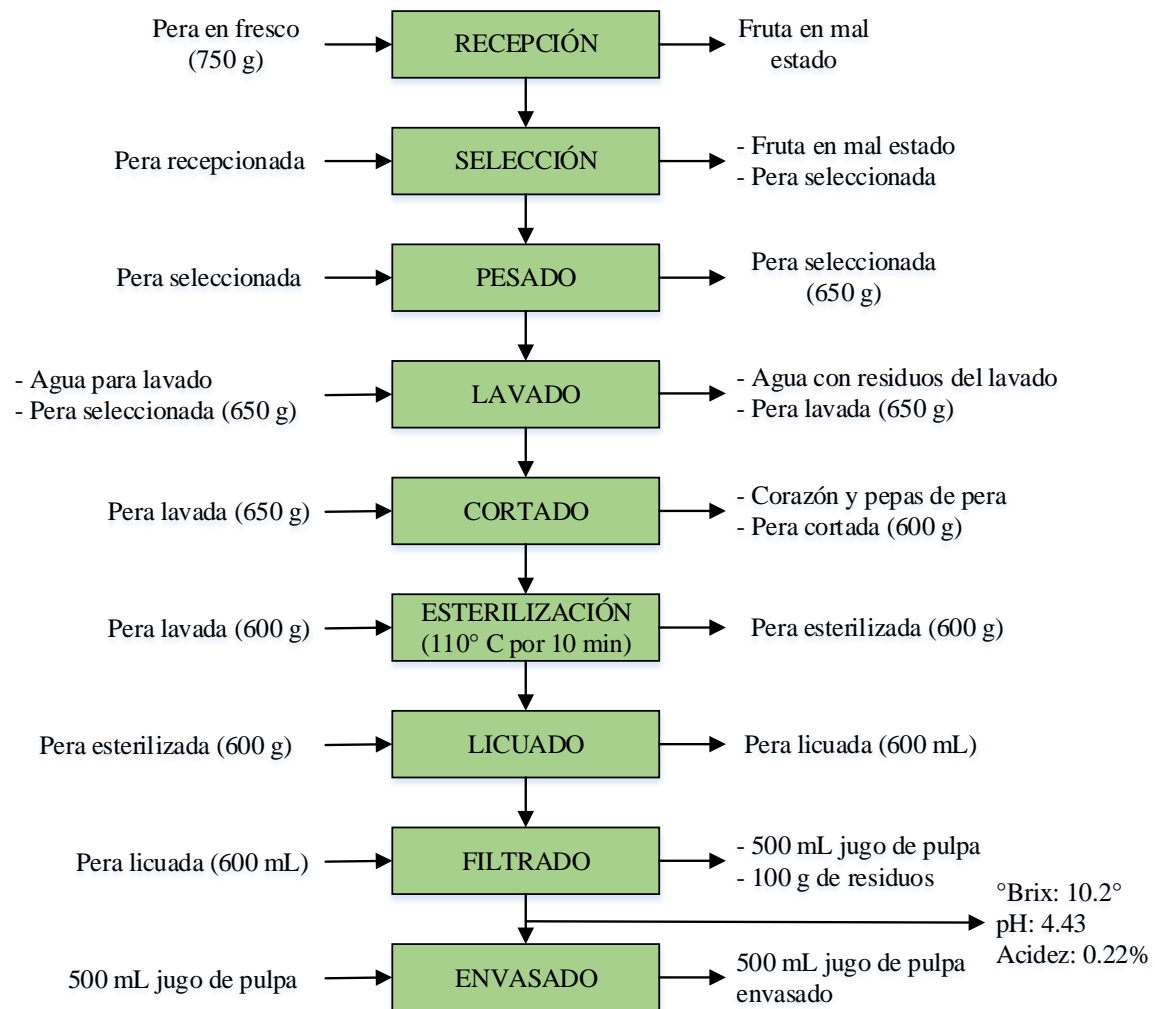 Pera en fresco
(750 g)
RECEPCIÓN
Fruta en mal
estado
Pera recepcionada
SELECCIÓN
- Fruta en mal estado
- Pera seleccionada
Pera seleccionada
PESADO
Pera seleccionada
(650 g)
- Agua para lavado
- Pera seleccionada (650 g)
LAVADO
- Agua con residuos del lavado
- Pera lavada (650 g)
Pera lavada (650 g)
CORTADO
- Corazón y pepas de pera
- Pera cortada (600 g)
Pera lavada (600 g)
ESTERILIZACIÓN
(110° C por 10 min)
Pera esterilizada (600 g)
Pera esterilizada (600 g)
LICUADO
Pera licuada (600 mL)
Pera licuada (600 mL)
FILTRADO
- 500 mL jugo de pulpa
- 100 g de residuos
°Brix: 10.2°
pH: 4.43
Acidez: 0.22%
500 mL jugo de pulpa
ENVASADO
500 mL jugo de pulpa
envasado